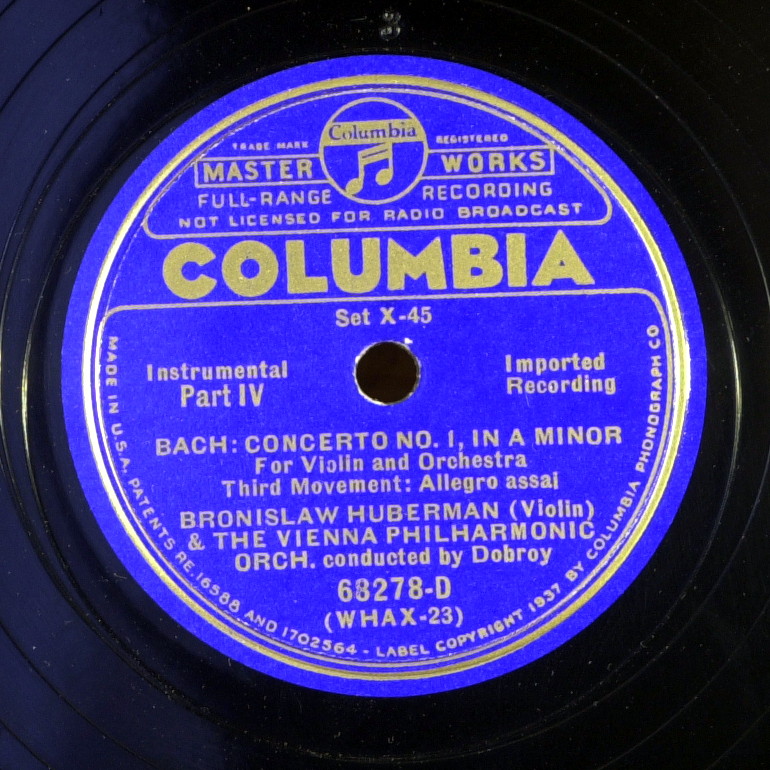 3
Columbia
TRADE MARK REGISTERED
MASTER WORKS
FULL-RANGE RECORDING
NOT LICENSED FOR RADIO BROADCAST
COLUMBIA
Set X-45
Instrumental
Part IV
Imported
Recording
BACH: CONCERTO NO. 1, IN A MINOR
For Violin and Orchestra
Third Movement: Allegro assai
BRONISLAW HUBERMAN (Violin)
& THE VIENNA PHILHARMONIC
ORCH. conducted by Dobroy
68278-D
(WHAX-23)
MADE IN U.S.A. PATENTS RE. 16588 AND 1702564 - LABEL COPYRIGHT 1937 BY COLUMBIA PHONOGRAPH CO